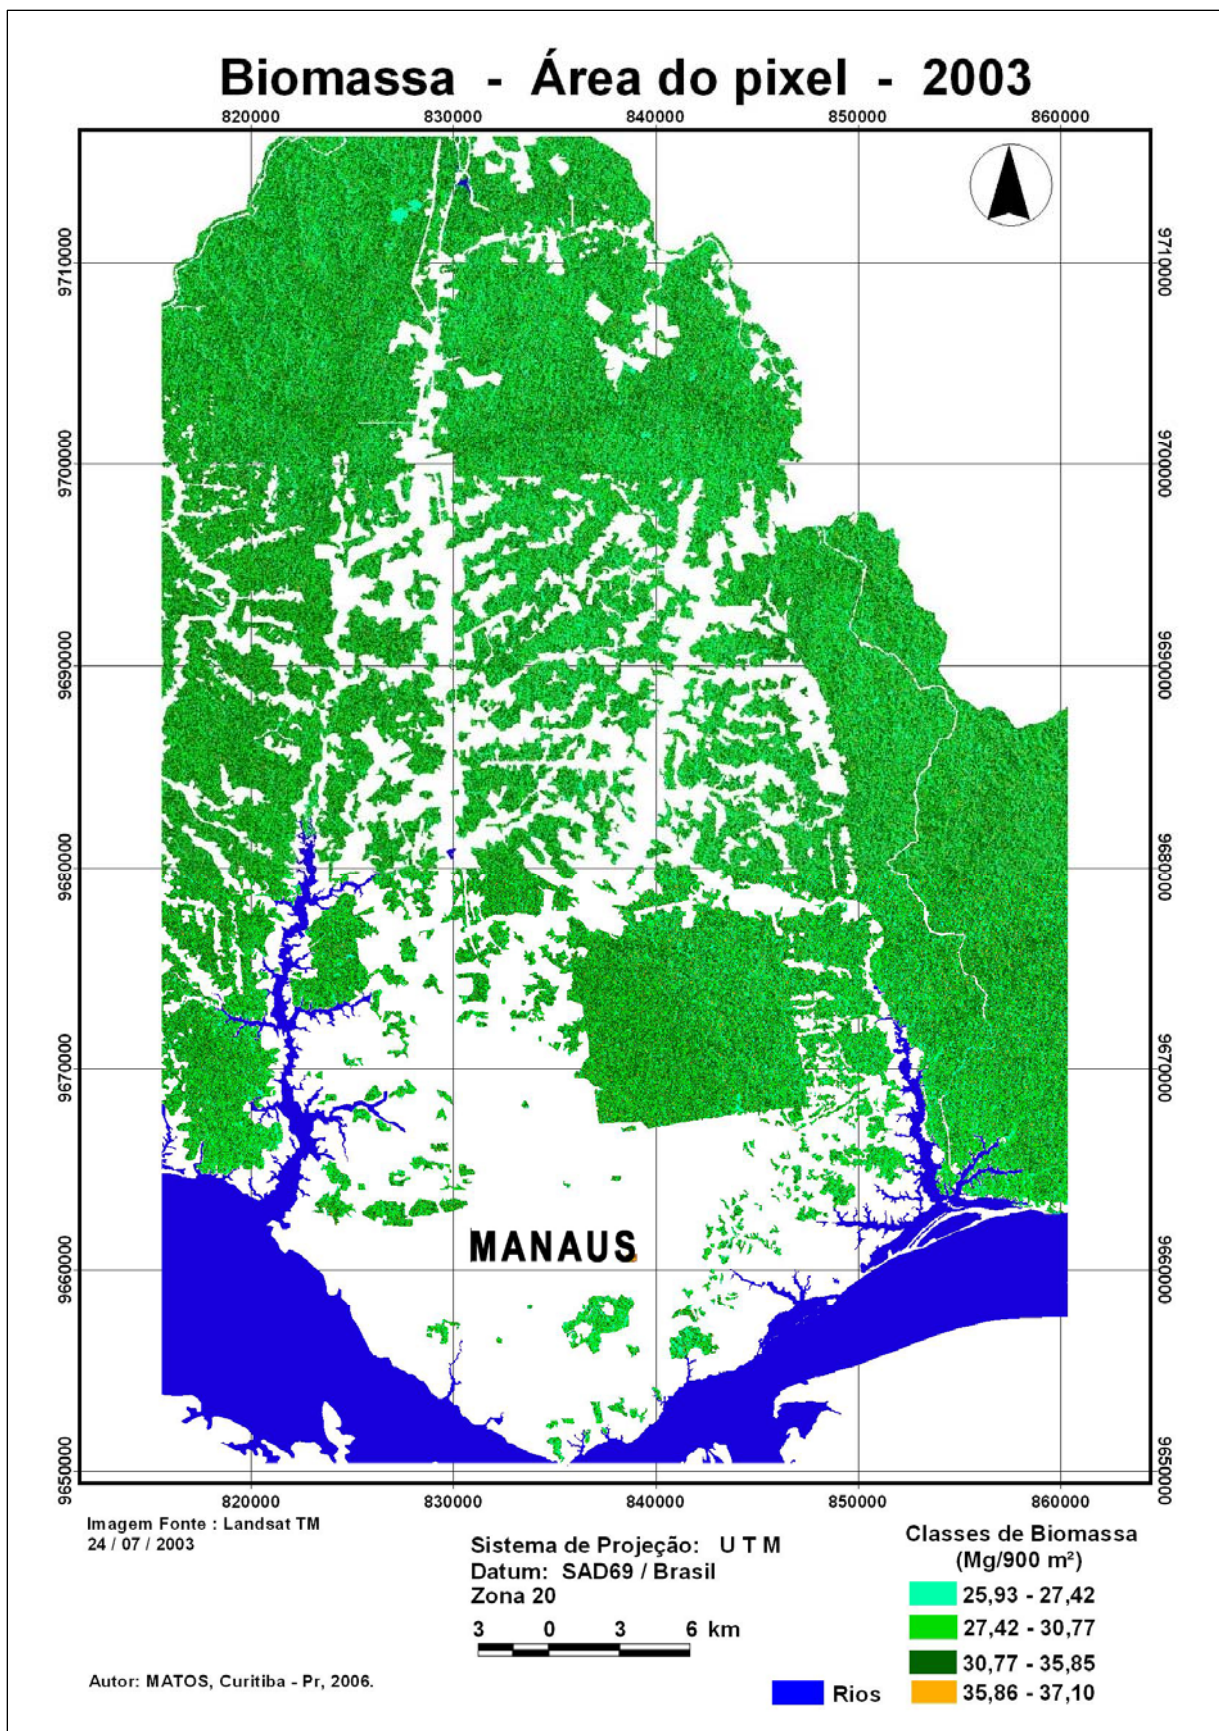 Biomassa - Área do pixel - 2003
820000 830000 840000 850000 860000
9710000 9710000
9700000 9700000
9690000 9690000
9680000 9680000
9670000 9670000
MANAUS
9660000 9660000
9650000 9650000
820000 830000 840000 850000 860000
Imagem Fonte : Landsat TM
24 / 07 / 2003
Sistema de Projeção: U T M
Datum: SAD69 / Brasil
Zona 20
3 0 3 6 km
Autor: MATOS, Curitiba - Pr, 2006.
Rios
Classes de Biomassa
(Mg/900 m²)
25,93 - 27,42
27,42 - 30,77
30,77 - 35,85
35,86 - 37,10